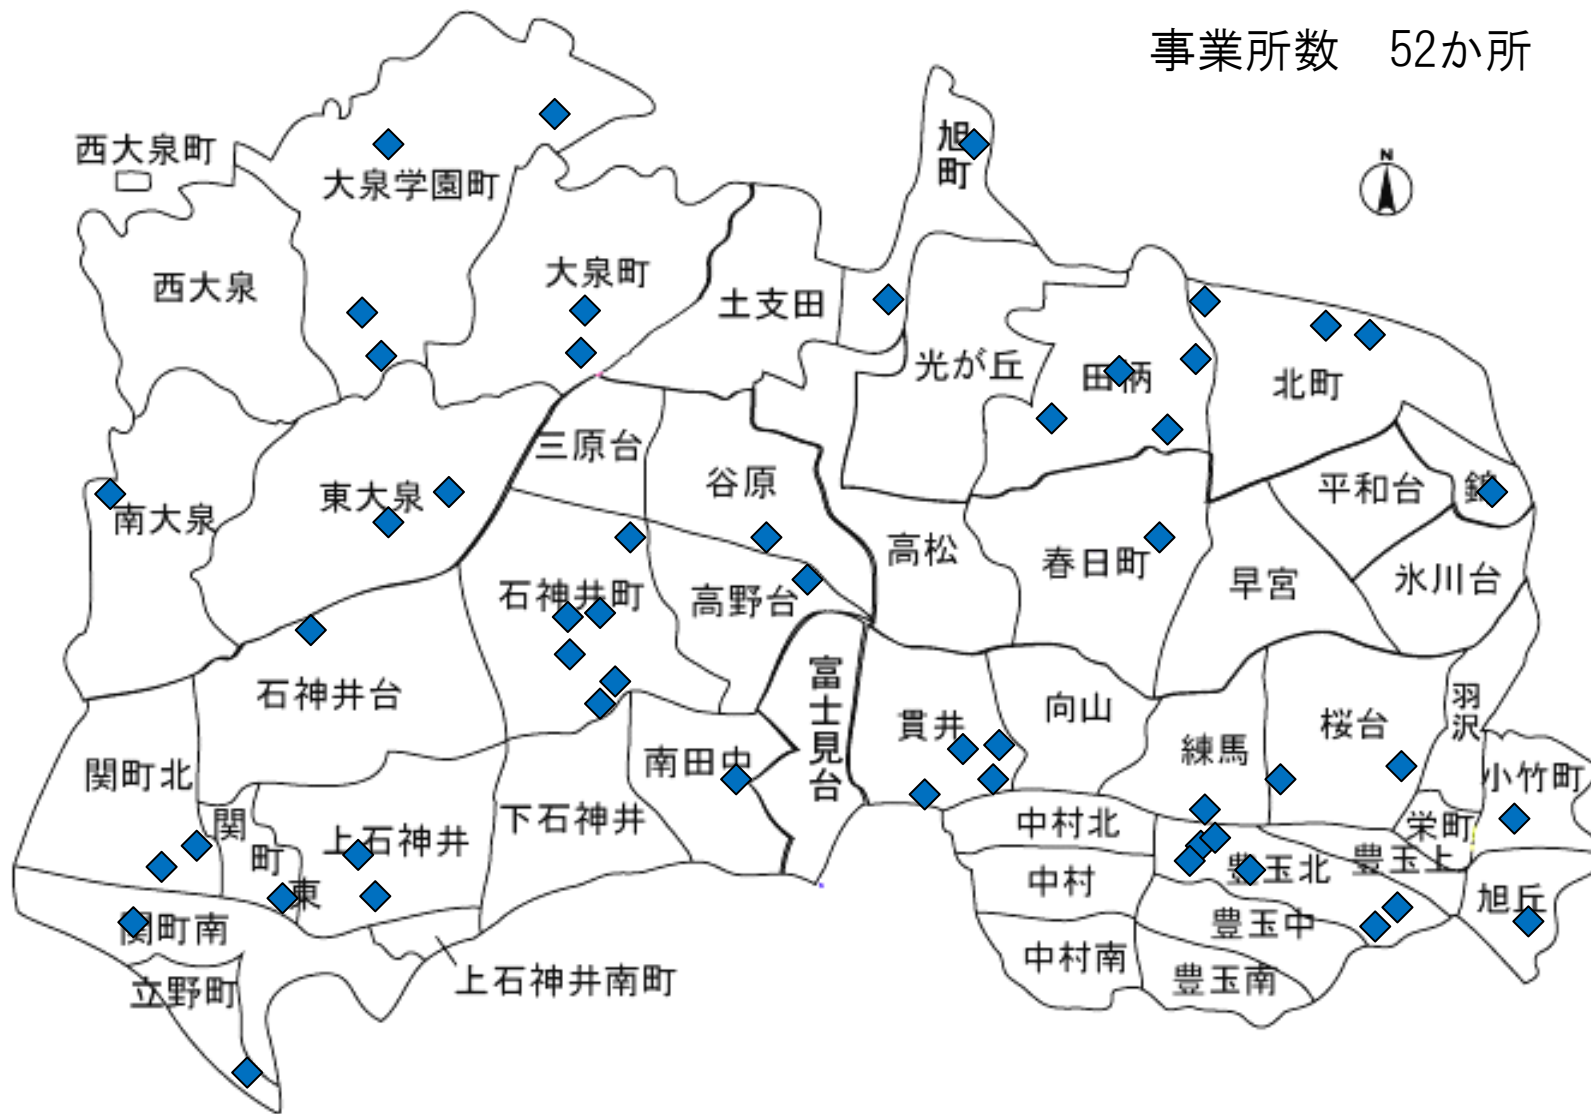 事業所数　52か所
旭町
N
西大泉町
大泉学園町
西大泉
大泉町
土支田
光が丘
田柄
北町
三原台
谷原
平和台
錦
南大泉
東大泉
高松
春日町
早宮
氷川台
石神井町
高野台
石神井台
富士見台
貫井
向山
練馬
桜台
羽沢
関町北
南田中
小竹町
関町東
上石神井
下石神井
中村北
栄町
豊玉上
豊玉北
中村
旭丘
関町南
豊玉中
中村南
豊玉南
立野町
上石神井南町